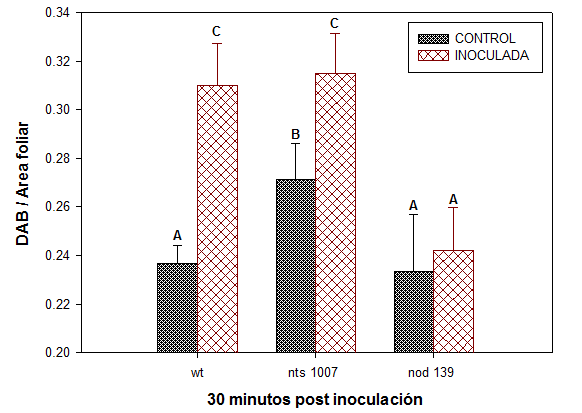 0.34
0.32
0.30
0.28
0.26
0.24
0.22
0.20
DAB / Area foliar
CONTROL
INOCULADA
A
C
B
C
A
A
wt
nts 1007
nod 139
30 minutos post inoculación